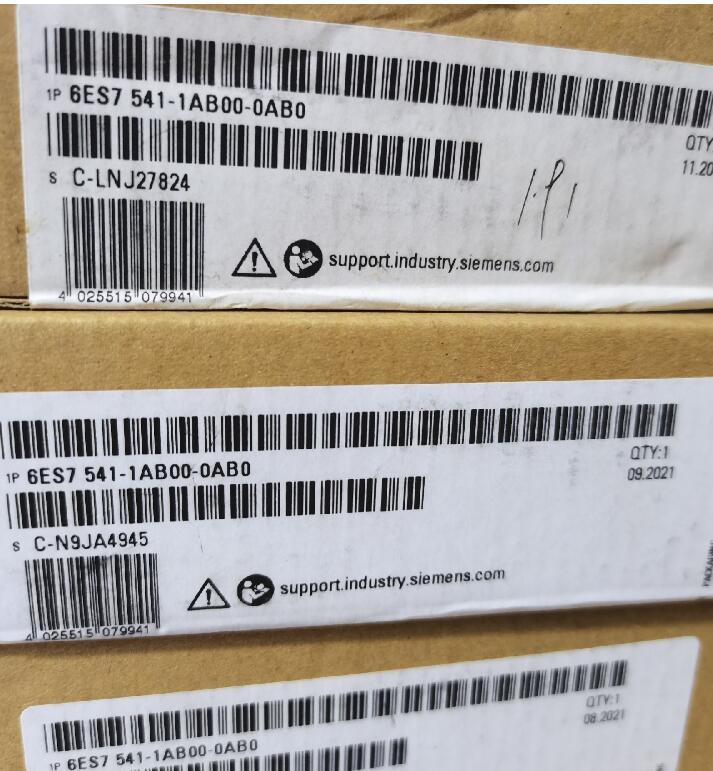 1P 6ES7 541-1AB00-0AB0
QTY
11.20
S C-LNJ27824
4 025515 079941
support.industry.siemens.com
1P 6ES7 541-1AB00-0AB0
QTY:1
09.2021
S C-N9JA4945
4 025515 079941
support.industry.siemens.com
QTY:1
08.2021
1P 6ES7 541-1AB00-0AB0